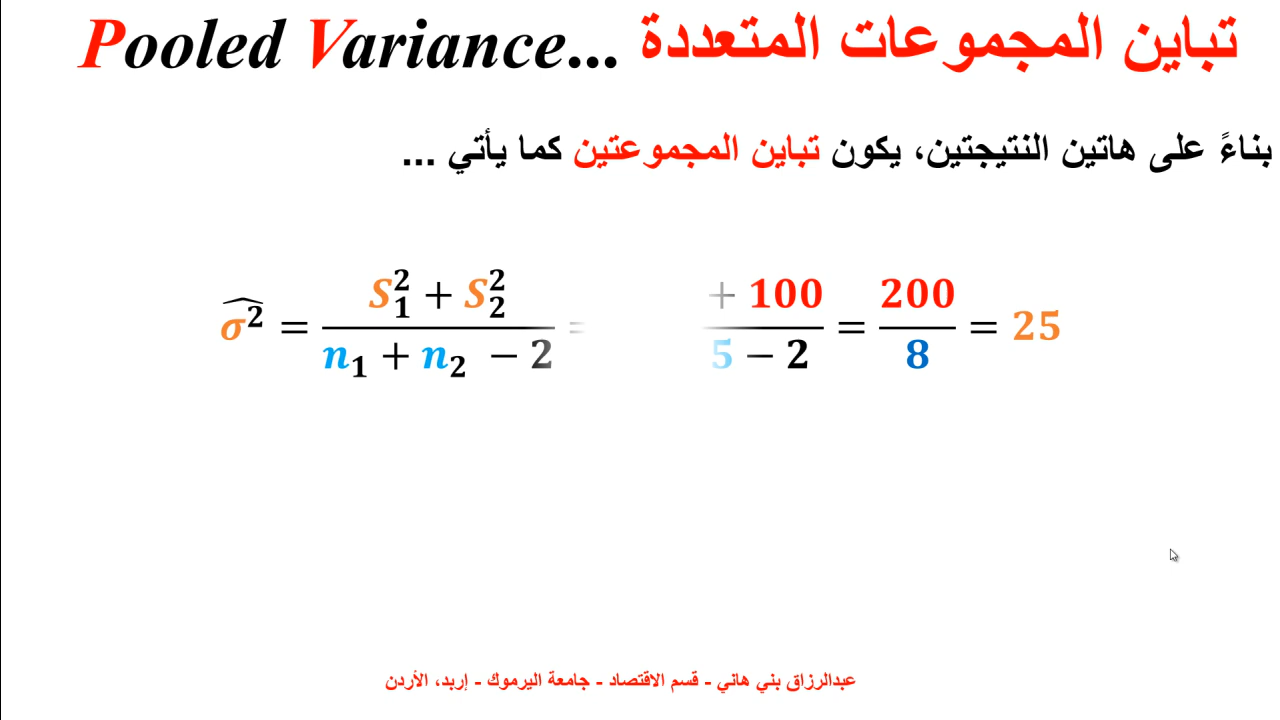 تباين المجموعات المتعددة ...Pooled Variance
بناءً على هاتين النتيجتين، يكون تباين المجموعتين كما يأتي ...
σ̂² = (S₁² + S₂²) / (n₁ + n₂ − 2) = + 100 / 5 − 2 = 200 / 8 = 25
عبدالرزاق بني هاني - قسم الاقتصاد - جامعة اليرموك - إربد، الأردن